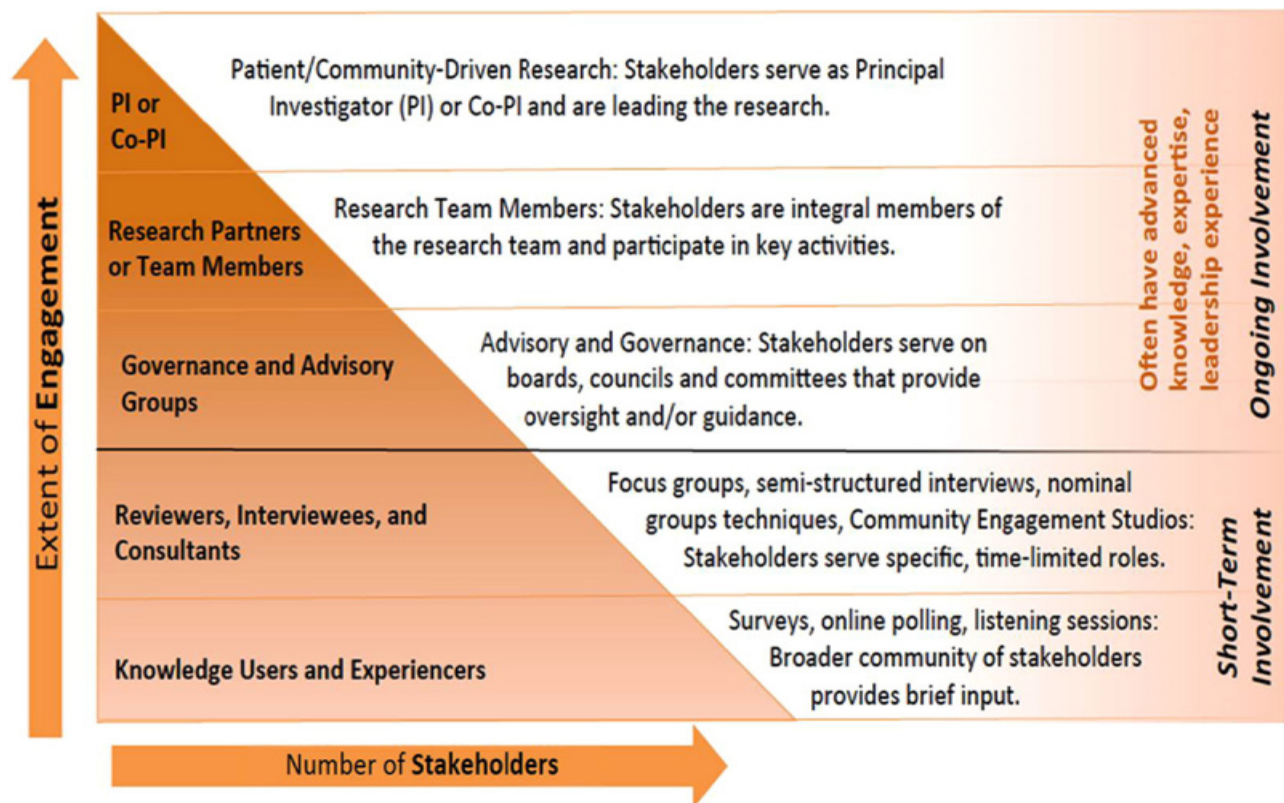 Extent of Engagement
PI or
Co-PI
Patient/Community-Driven Research: Stakeholders serve as Principal
Investigator (PI) or Co-PI and are leading the research.
Research Partners
or Team Members
Research Team Members: Stakeholders are integral members of
the research team and participate in key activities.
Governance and Advisory
Groups
Advisory and Governance: Stakeholders serve on
boards, councils and committees that provide
oversight and/or guidance.
Often have advanced
knowledge, expertise,
leadership experience
Ongoing Involvement
Reviewers, Interviewees, and
Consultants
Focus groups, semi-structured interviews, nominal
groups techniques, Community Engagement Studios:
Stakeholders serve specific, time-limited roles.
Knowledge Users and Experiencers
Surveys, online polling, listening sessions:
Broader community of stakeholders
provides brief input.
Short-Term
Involvement
Number of Stakeholders